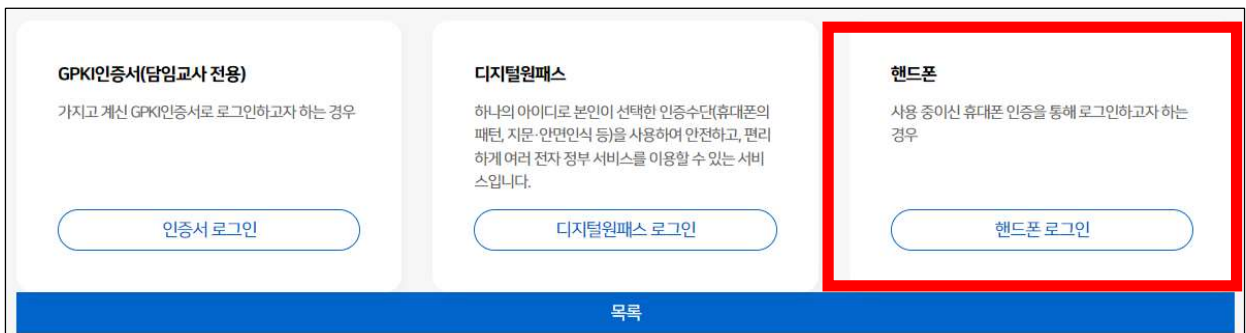 GPKI인증서(담임교사 전용)
가지고 계신 GPKI인증서로 로그인하고자 하는 경우
인증서 로그인
디지털원패스
하나의 아이디로 본인이 선택한 인증수단(휴대폰의
패턴, 지문·안면인식 등)을 사용하여 안전하고, 편리
하게 여러 전자 정부 서비스를 이용할 수 있는 서비
스입니다.
디지털원패스 로그인
핸드폰
사용 중이신 휴대폰 인증을 통해 로그인하고자 하는
경우
핸드폰 로그인
목록